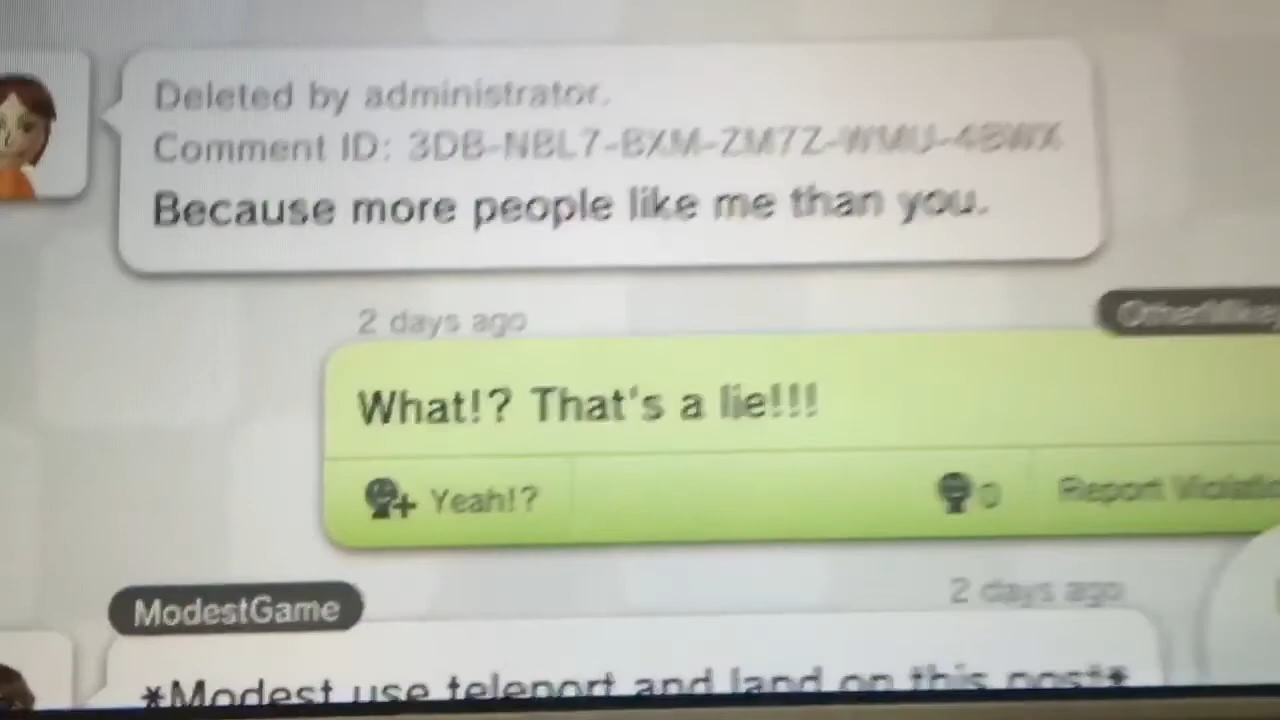 Deleted by administrator.
Comment ID: 3DB-NBL7-BXM-ZM7Z-WMU-4BWX
Because more people like me than you.
2 days ago
What!? That's a lie!!!
Yeah!?
0
Report
ModestGame
2 days ago
*Modest use teleport and land on this post*